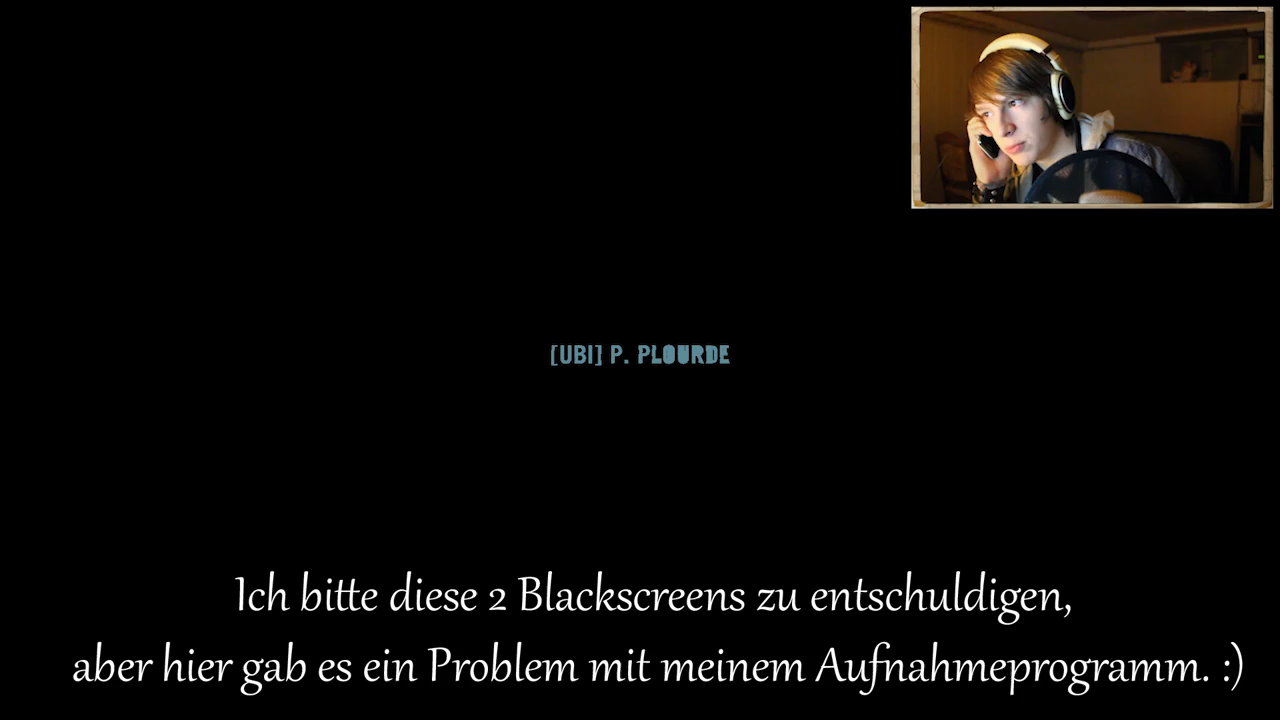 [UBI] P. PLOURDE
Ich bitte diese 2 Blackscreens zu entschuldigen,
aber hier gab es ein Problem mit meinem Aufnahmeprogramm. :)